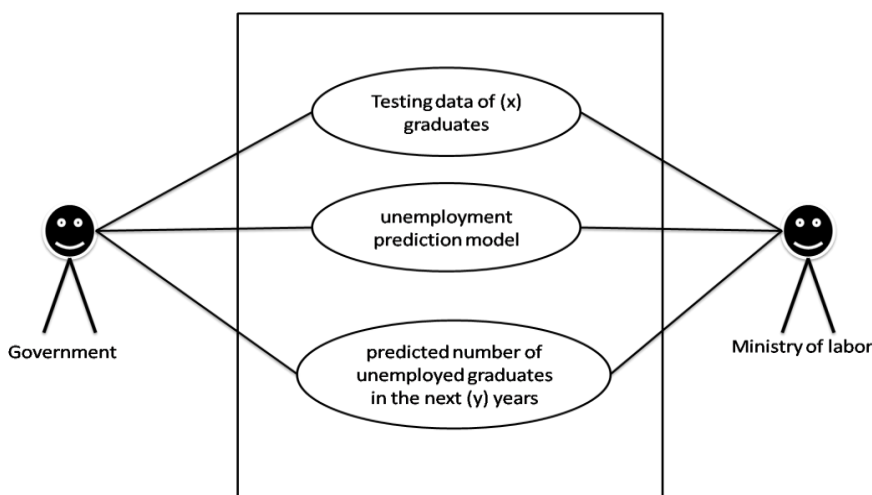 Testing data of (x)
graduates
unemployment
prediction model
Government
Ministry of labor
predicted number of
unemployed graduates
in the next (y) years